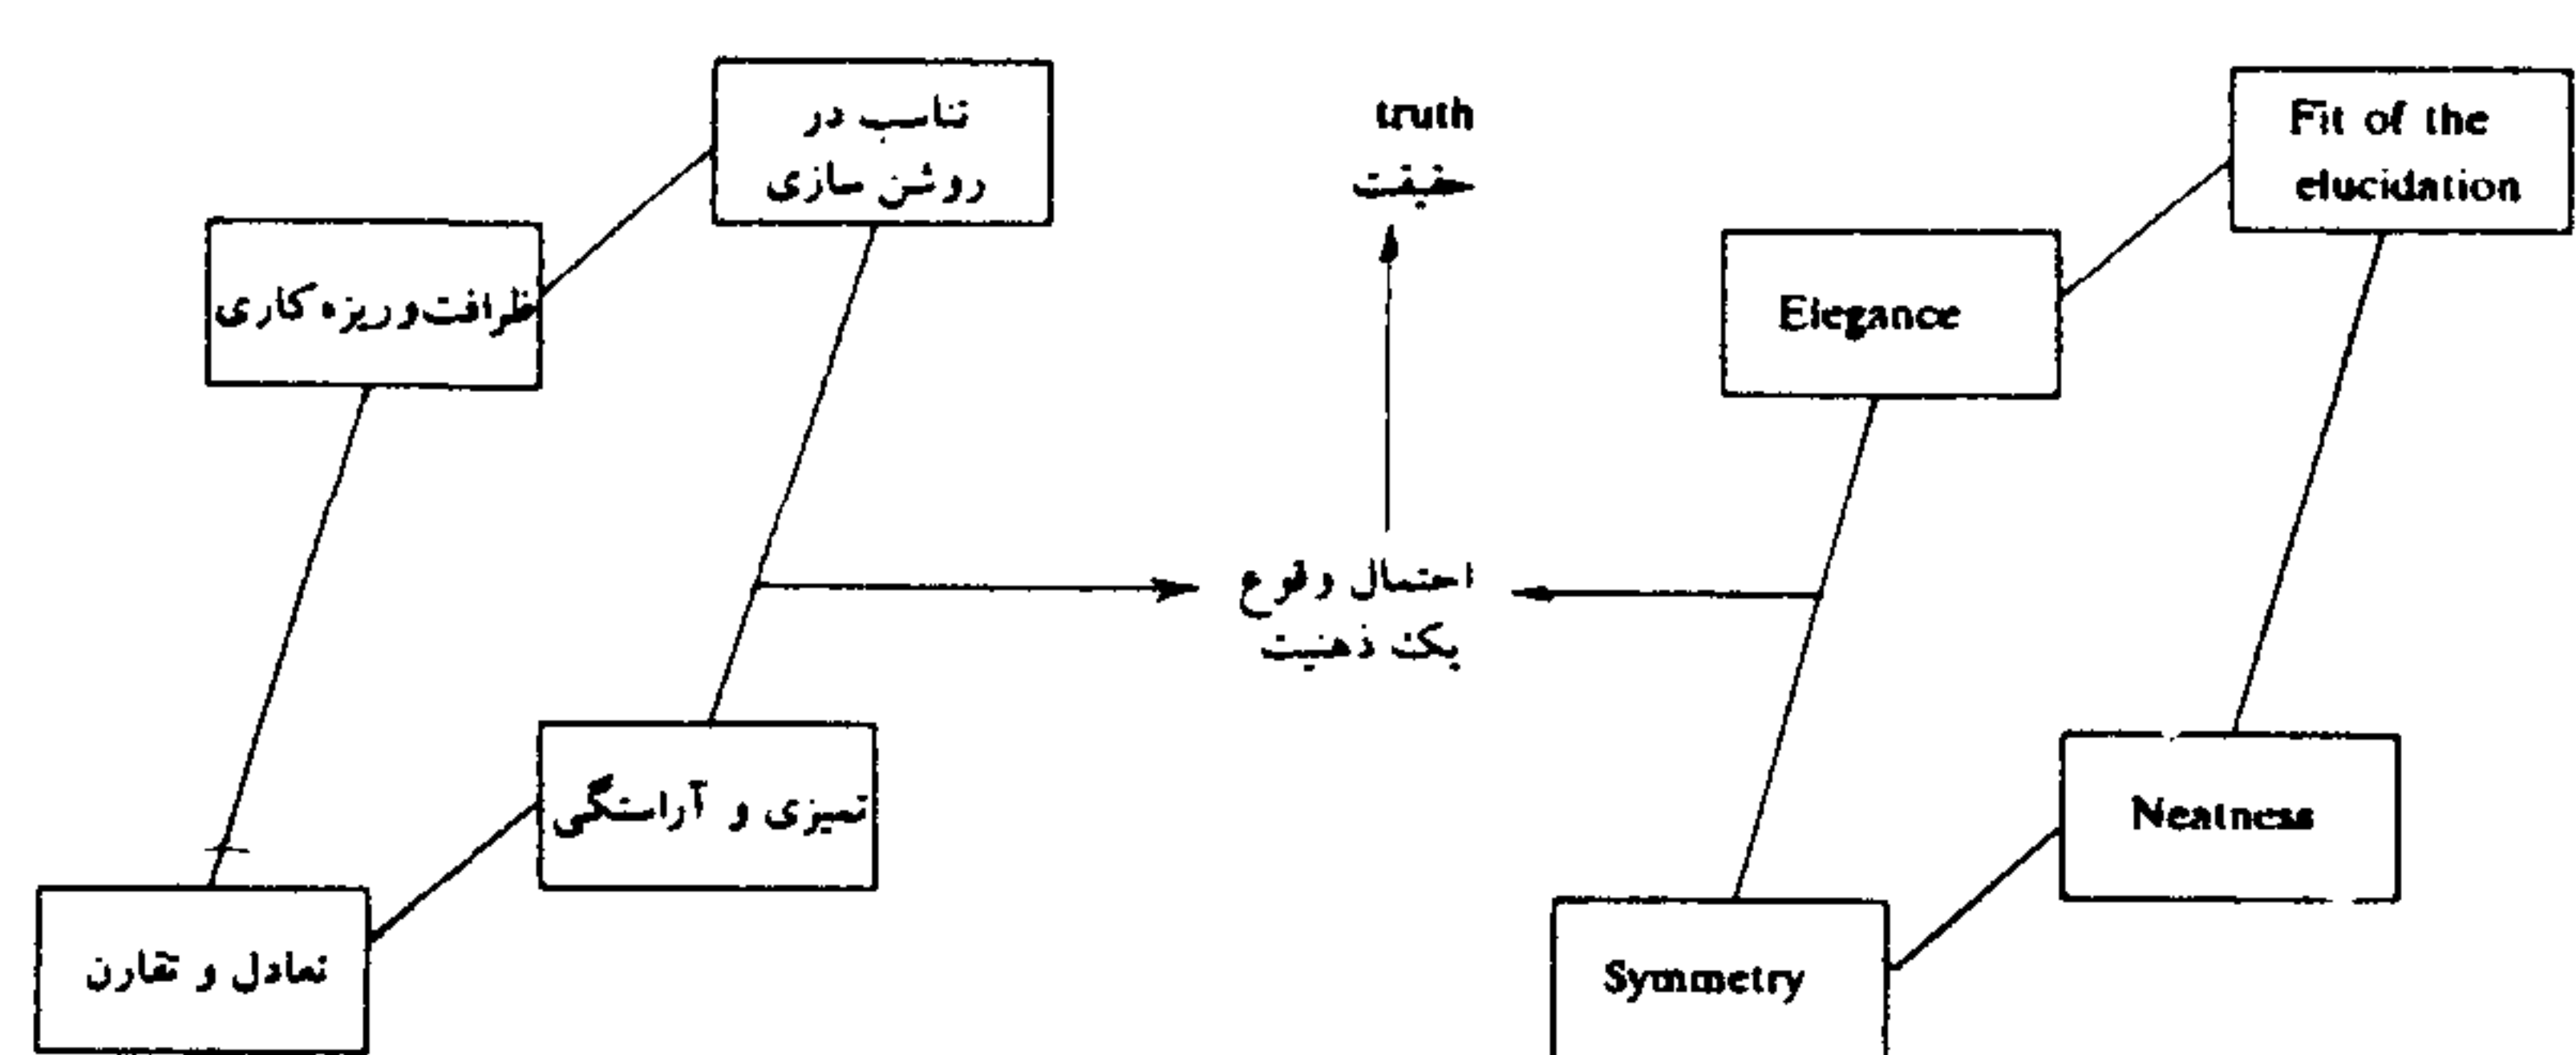 تناسب در
روشن سازی
ظرافت و ریزه کاری
تمیزی و آراستگی
تعادل و تقارن
truth
حقیقت
احتمال وقوع
یک ذهنیت
Fit of the
elucidation
Elegance
Neatness
Symmetry